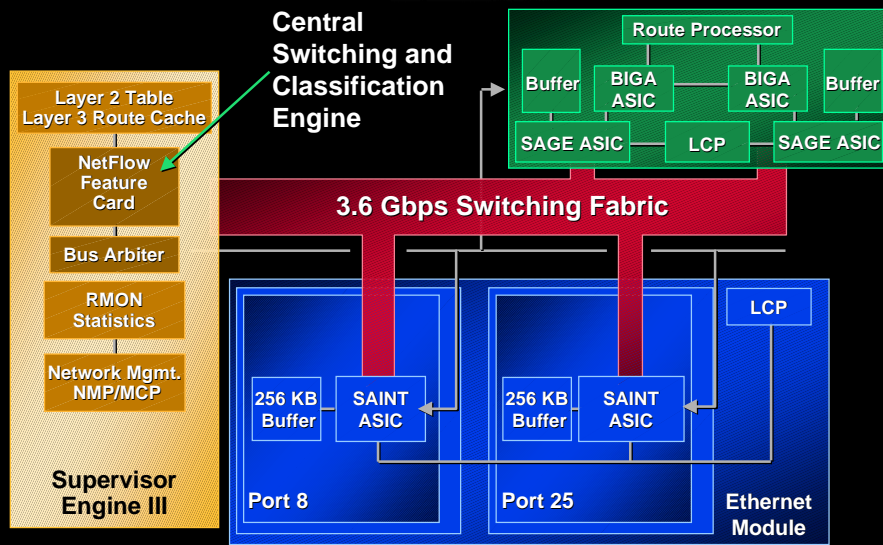 Central
Switching and
Classification
Engine
Layer 2 Table
Layer 3 Route Cache
NetFlow
Feature
Card
Bus Arbiter
RMON
Statistics
Network Mgmt.
NMP/MCP
Supervisor
Engine III
Route Processor
Buffer
BIGA
ASIC
BIGA
ASIC
Buffer
SAGE ASIC
LCP
SAGE ASIC
3.6 Gbps Switching Fabric
256 KB
Buffer
SAINT
ASIC
Port 8
256 KB
Buffer
SAINT
ASIC
Port 25
LCP
Ethernet
Module